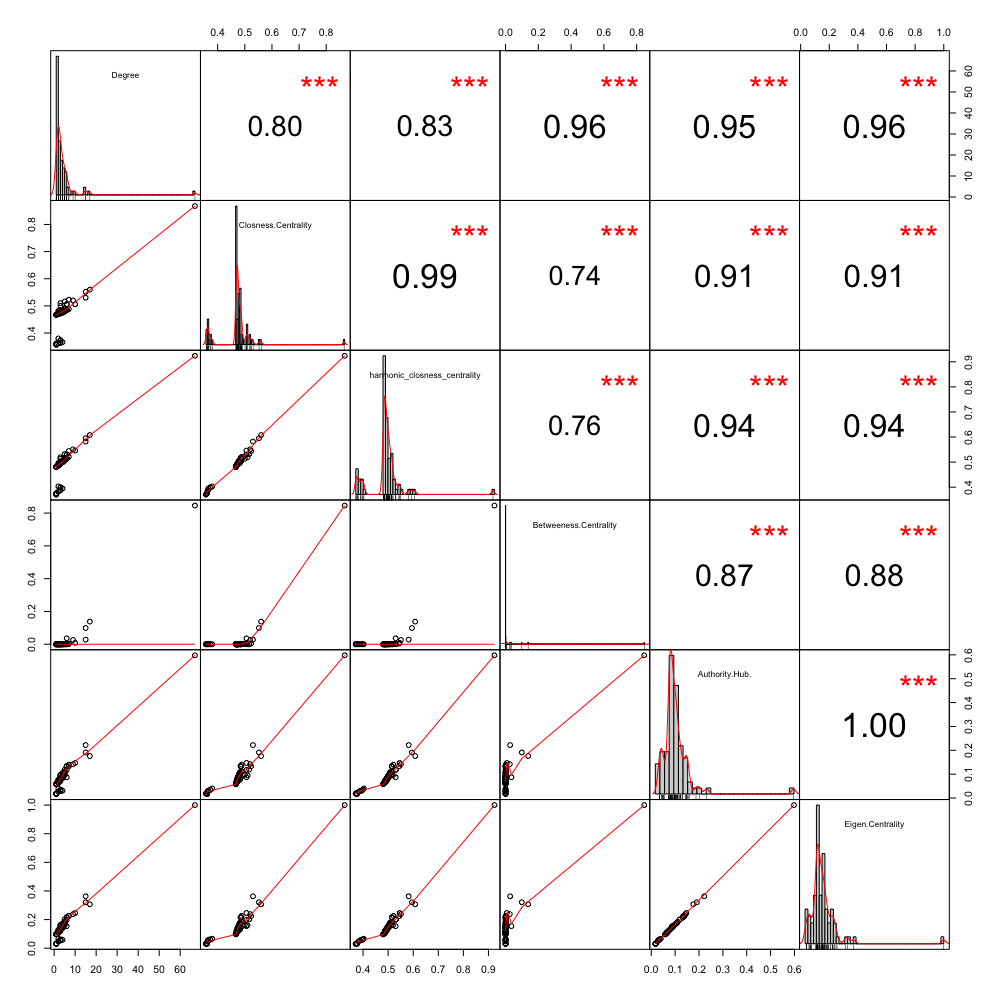 0.4 0.5 0.6 0.7 0.8 0.0 0.2 0.4 0.6 0.8 0.0 0.2 0.4 0.6 0.8 1.0
Degree *** *** *** *** ***
0.80 0.83 0.96 0.95 0.96
0 10 20 30 40 50 60
0.4 0.5 0.6 0.7 0.8
Closness.Centrality *** *** *** ***
0.99 0.74 0.91 0.91
harmonic_closness_centrality *** *** ***
0.76 0.94 0.94
0.4 0.5 0.6 0.7 0.8 0.9
0.0 0.2 0.4 0.6 0.8
Betweeness.Centrality *** ***
0.87 0.88
Authority.Hub. ***
1.00
0.0 0.1 0.2 0.3 0.4 0.5 0.6
0.0 0.2 0.4 0.6 0.8 1.0
Eigen.Centrality
0 10 20 30 40 50 60 0.4 0.5 0.6 0.7 0.8 0.9 0.0 0.1 0.2 0.3 0.4 0.5 0.6